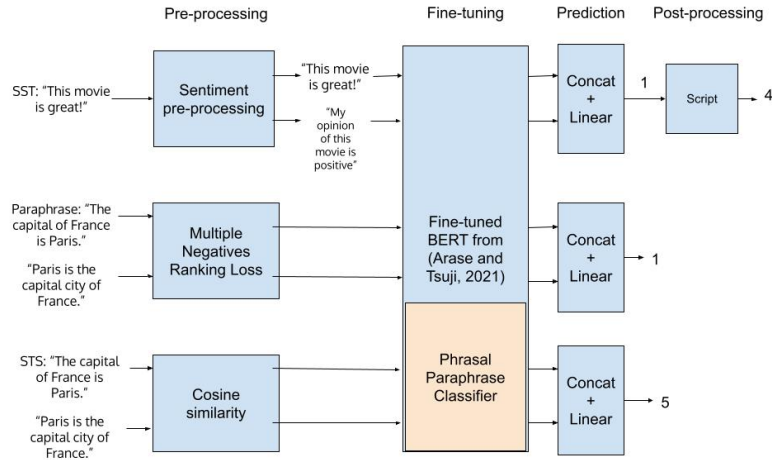 Pre-processing
Fine-tuning
Prediction
Post-processing
SST: “This movie
is great!”
Sentiment
pre-processing
“This movie
is great!”
“My
opinion
of this
movie is
positive”
Concat
+
Linear
1
Script
4
Paraphrase: “The
capital of France
is Paris.”
“Paris is the
capital city of
France.”
Multiple
Negatives
Ranking Loss
Fine-tuned
BERT from
(Arase and
Tsuji, 2021)
Concat
+
Linear
1
STS: “The capital
of France is
Paris.”
“Paris is the
capital city of
France.”
Cosine
similarity
Phrasal
Paraphrase
Classifier
Concat
+
Linear
5